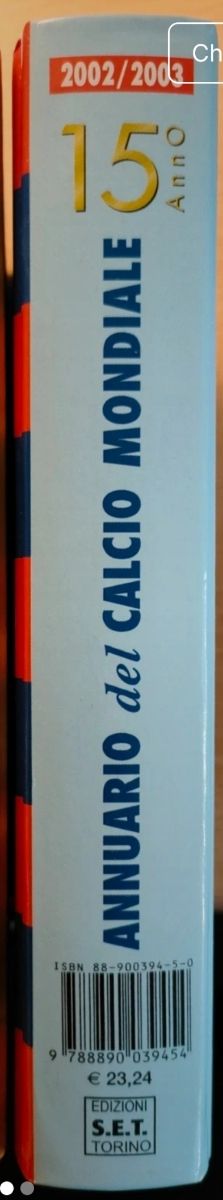 Ch
2002/2003
15°
Anno
ANNUARIO del CALCIO MONDIALE
ISBN 88-900394-5-0
9 788890 039454
€ 23,24
EDIZIONI
S.E.T.
TORINO